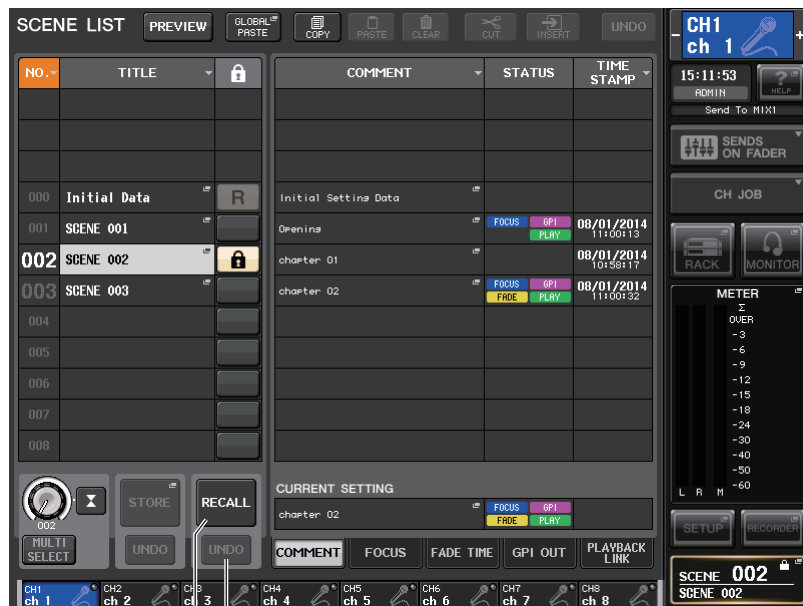 SCENE LIST PREVIEW GLOBAL PASTE COPY PASTE CLEAR CUT INSERT UNDO
CH1
ch 1
- +
NO. TITLE COMMENT STATUS TIME STAMP
15:11:53
ADMIN
? HELP
Send To MIX1
SENDS ON FADER
CH JOB
RACK MONITOR
000 Initial Data R Initial Setting Data
001 SCENE 001 Opening FOCUS GPI PLAY 08/01/2014 11:00:13
002 SCENE 002 chapter 01 08/01/2014 10:58:17
003 SCENE 003 chapter 02 FOCUS GPI FADE PLAY 08/01/2014 11:00:32
004
005
006
007
008
METER
Σ
OVER
-3
-6
-9
-12
-15
-18
-24
-30
-40
-50
-60
L R M
002
MULTI SELECT
STORE
UNDO
RECALL
UNDO
CURRENT SETTING
chapter 02 FOCUS GPI FADE PLAY
COMMENT FOCUS FADE TIME GPI OUT PLAYBACK LINK
SETUP RECORDER
SCENE 002
SCENE 002
CH1 CH2 CH3 CH4 CH5 CH6 CH7 CH8
ch 1 ch 2 ch 3 ch 4 ch 5 ch 6 ch 7 ch 8